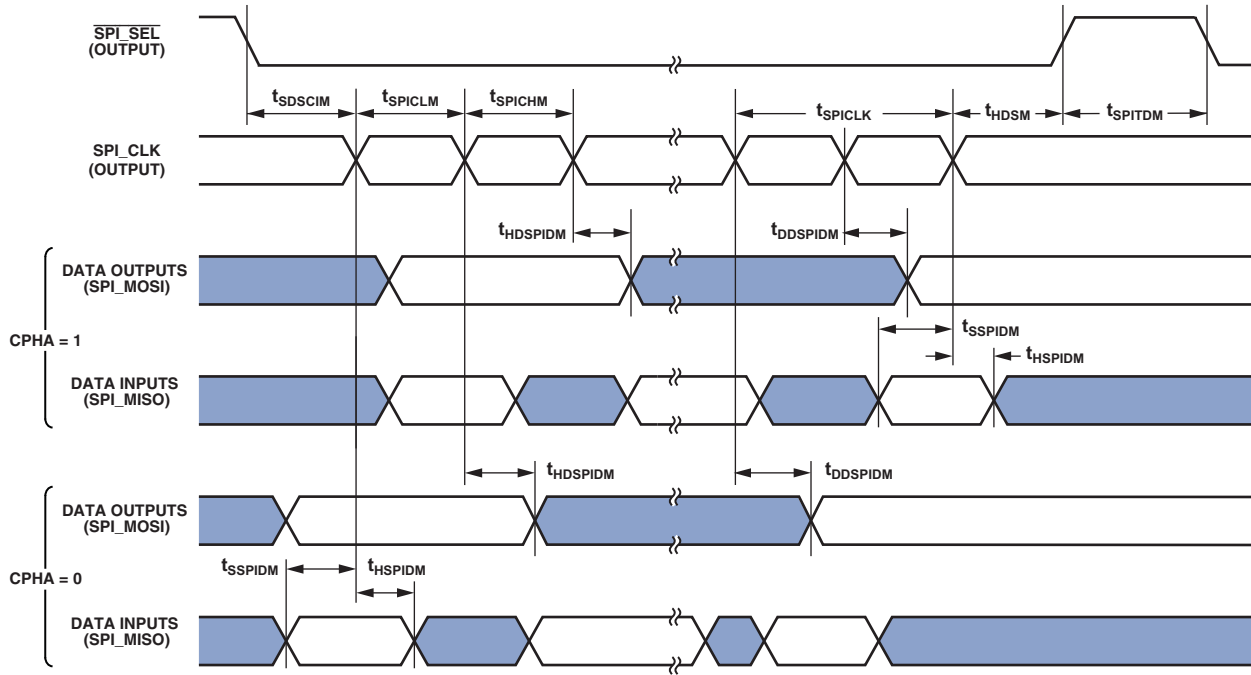 SPI_SEL
(OUTPUT)
tSDSCIM
tSPICLM
tSPICHM
tSPICLK
tHDSM
tSPITDM
SPI_CLK
(OUTPUT)
tHDSPIDM
tDDSPIDM
CPHA = 1
DATA OUTPUTS
(SPI_MOSI)
tSSPIDM
tHSPIDM
DATA INPUTS
(SPI_MISO)
tHDSPIDM
tDDSPIDM
CPHA = 0
DATA OUTPUTS
(SPI_MOSI)
tSSPIDM
tHSPIDM
DATA INPUTS
(SPI_MISO)